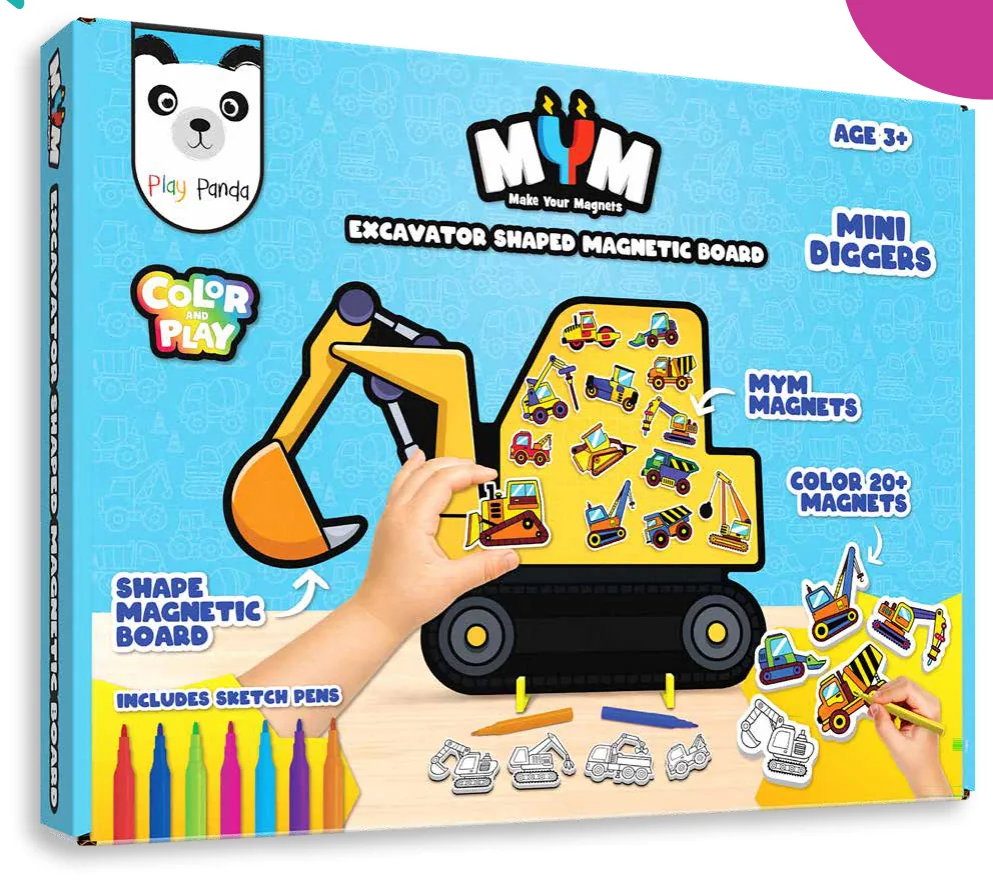 Play Panda
MYM
Make Your Magnets
EXCAVATOR SHAPED MAGNETIC BOARD
AGE 3+
MINI
DIGGERS
COLOR
AND
PLAY
MYM
MAGNETS
COLOR 20+
MAGNETS
SHAPE
MAGNETIC
BOARD
INCLUDES SKETCH PENS
MYM
EXCAVATOR SHAPED MAGNETIC BOARD